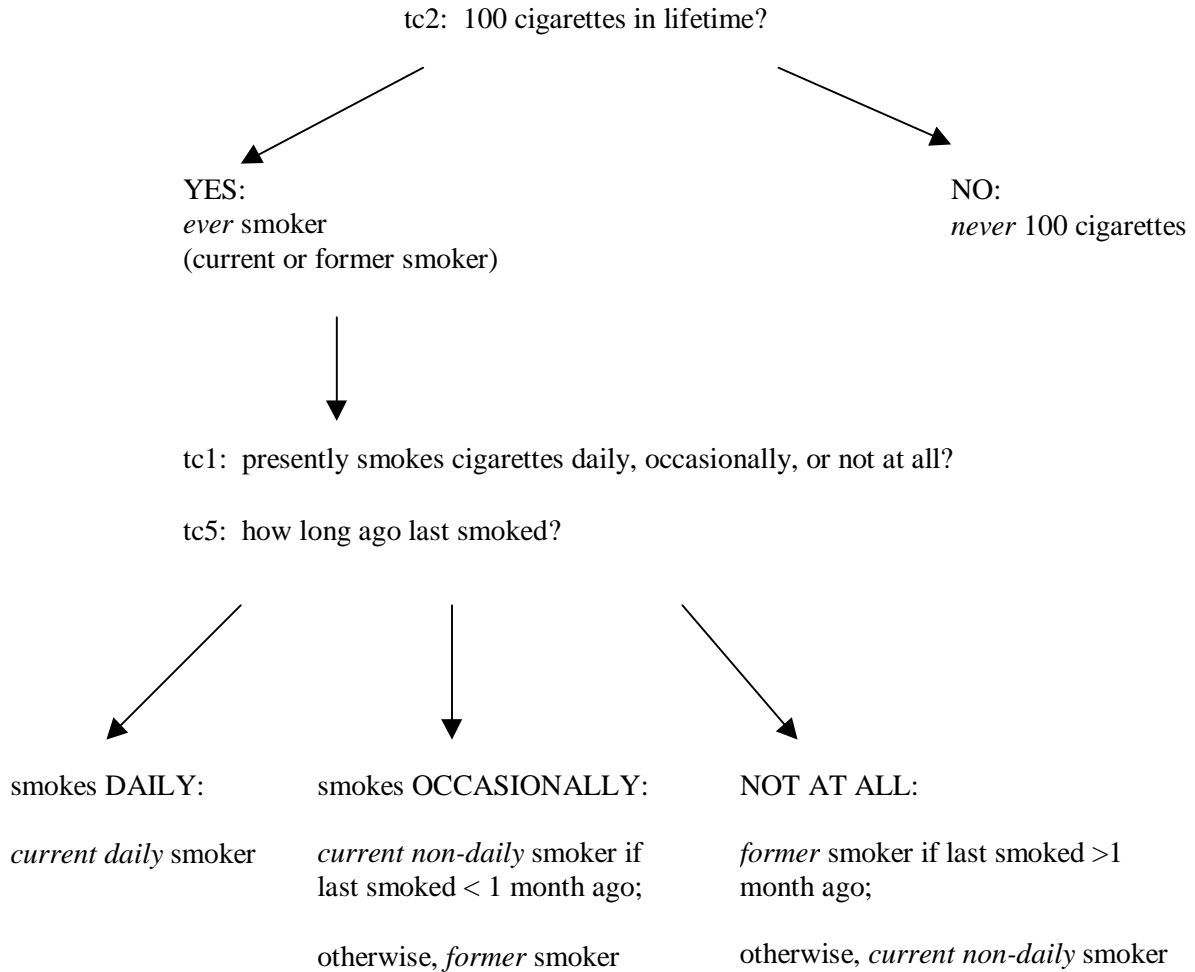 tc2: 100 cigarettes in lifetime?
YES:
ever smoker
(current or former smoker)
NO:
never 100 cigarettes
tc1: presently smokes cigarettes daily, occasionally, or not at all?
tc5: how long ago last smoked?
smokes DAILY:
current daily smoker
smokes OCCASIONALLY:
current non-daily smoker if
last smoked < 1 month ago;
otherwise, former smoker
NOT AT ALL:
former smoker if last smoked >1
month ago;
otherwise, current non-daily smoker